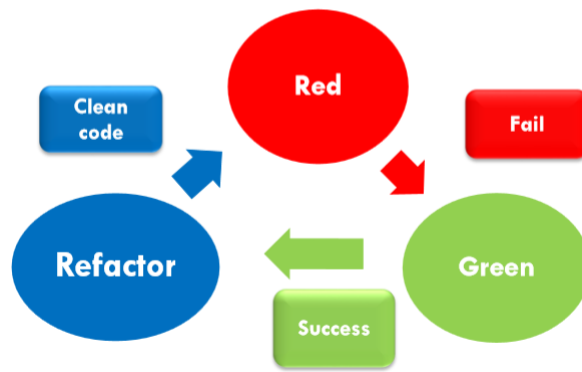 Red
Clean
code
Fail
Refactor
Green
Success